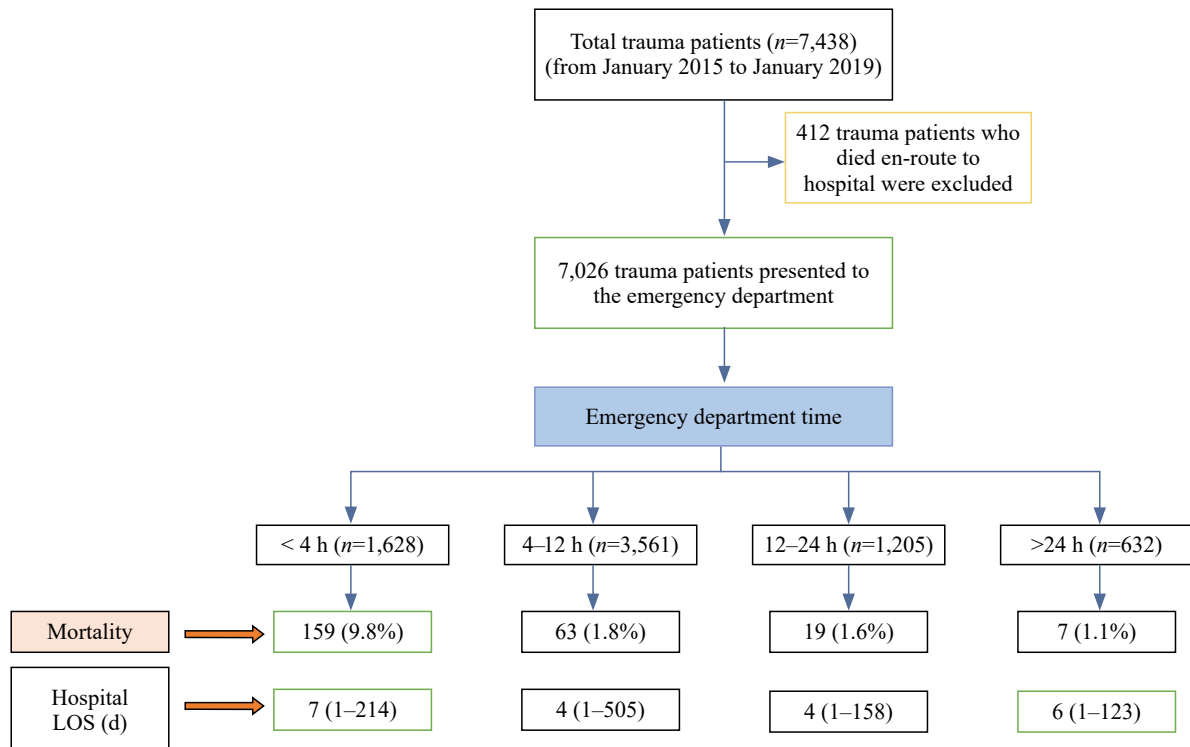 Total trauma patients (n=7,438)
(from January 2015 to January 2019)
412 trauma patients who
died en-route to
hospital were excluded
7,026 trauma patients presented to
the emergency department
Emergency department time
< 4 h (n=1,628)
4–12 h (n=3,561)
12–24 h (n=1,205)
>24 h (n=632)
Mortality
159 (9.8%)
63 (1.8%)
19 (1.6%)
7 (1.1%)
Hospital
LOS (d)
7 (1–214)
4 (1–505)
4 (1–158)
6 (1–123)